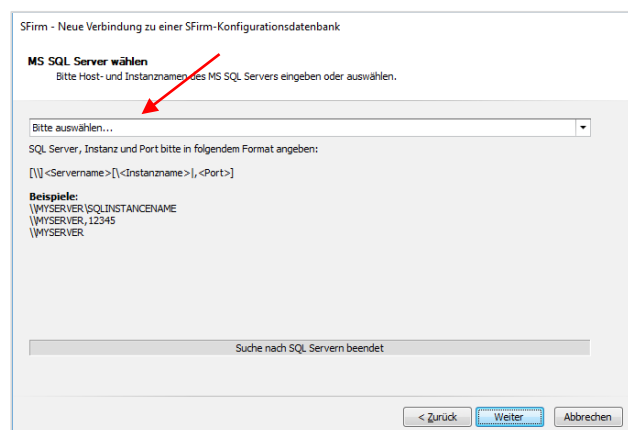 SFirm - Neue Verbindung zu einer SFirm-Konfigurationsdatenbank
MS SQL Server wählen
Bitte Host- und Instanznamen des MS SQL Servers eingeben oder auswählen.
Bitte auswählen...
SQL Server, Instanz und Port bitte in folgendem Format angeben:
[\\]<Servername>[\<Instanzname>|,<Port>]
Beispiele:
\\MYSERVER\SQLINSTANCENAME
\\MYSERVER,12345
\\MYSERVER
Suche nach SQL Servern beendet
< Zurück Weiter Abbrechen